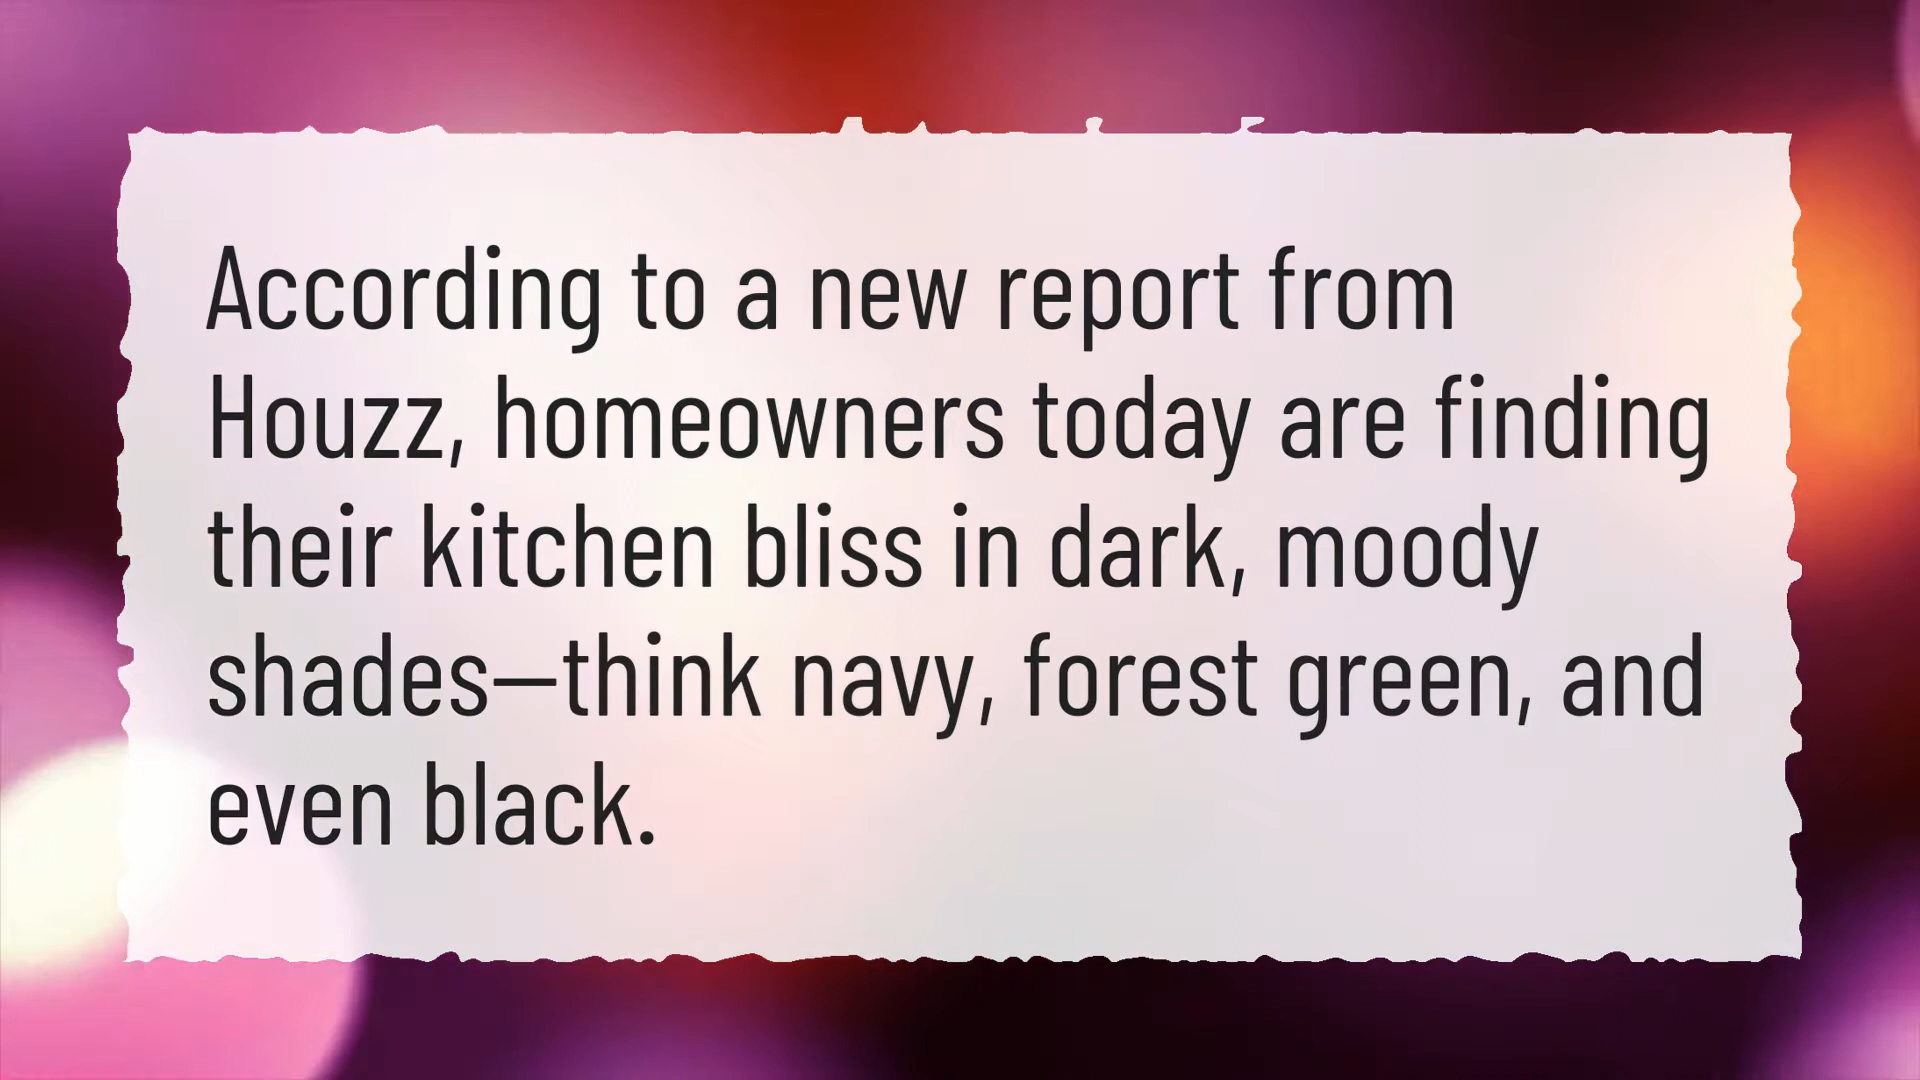 According to a new report from
Houzz, homeowners today are finding
their kitchen bliss in dark, moody
shades—think navy, forest green, and
even black.